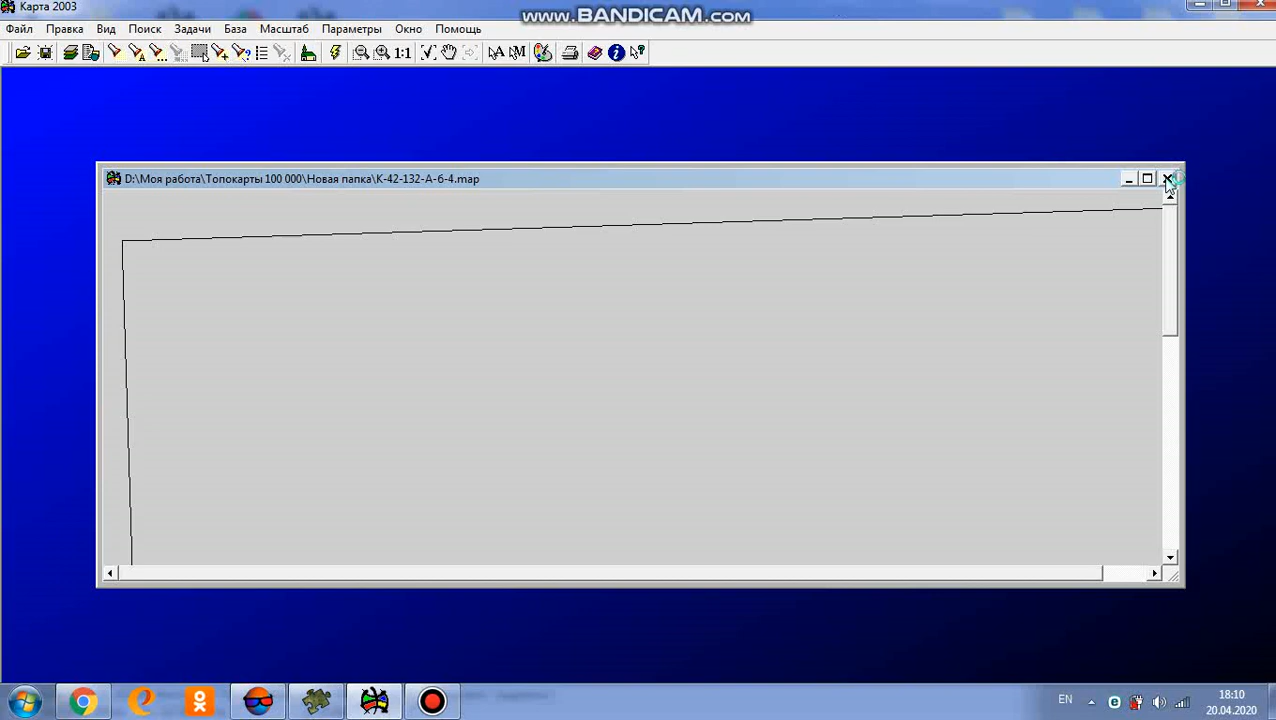 Карта 2003
www.BANDICAM.com
Файл Правка Вид Поиск Задачи База Масштаб Параметры Окно Помощь
1:1 A M
D:\Моя работа\Топокарты 100 000\Новая папка\K-42-132-A-6-4.map
EN
18:10
20.04.2020